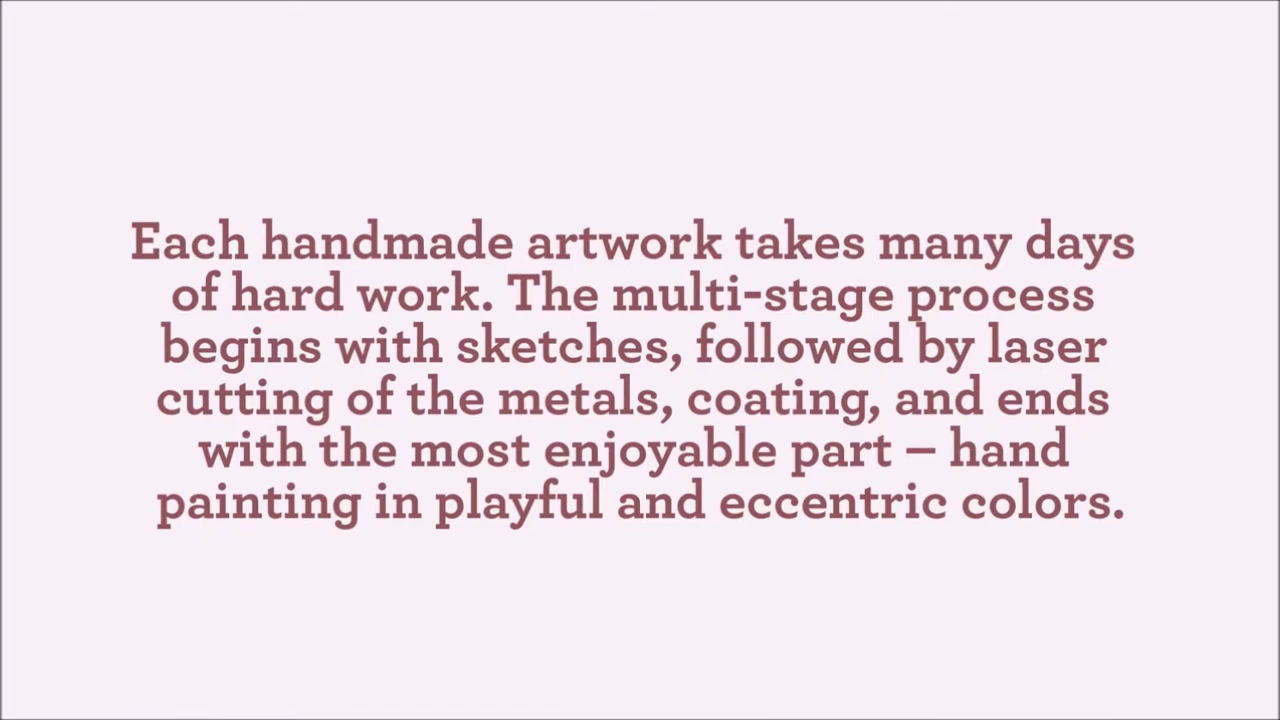 Each handmade artwork takes many days
of hard work. The multi-stage process
begins with sketches, followed by laser
cutting of the metals, coating, and ends
with the most enjoyable part – hand
painting in playful and eccentric colors.